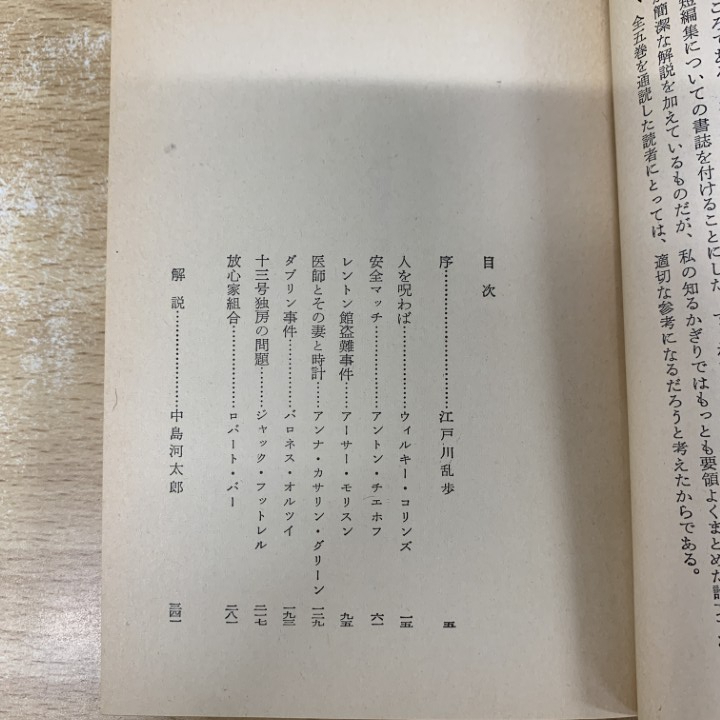 短編集についての書誌を付けることにした
簡潔な解説を加えているものだが、私の知るかぎりではもっとも要領よくまとめた
全五巻を通読した読者にとっては、適切な参考になるだろうと考えたからである。
目次
序……………………江戸川乱歩 五
人を呪わば……………………ウィルキー・コリンズ 一五
安全マッチ……………………アントン・チェホフ 六一
レントン館盗難事件…………アーサー・モリスン 九五
医師とその妻と時計……アンナ・カサリン・グリーン 一二九
ダブリン事件……………バロネス・オルツイ 一九三
十三号独房の問題………ジャック・フットレル 二一七
放心家組合………………ロバート・バー 二八一
解説……………………中島河太郎 三四一